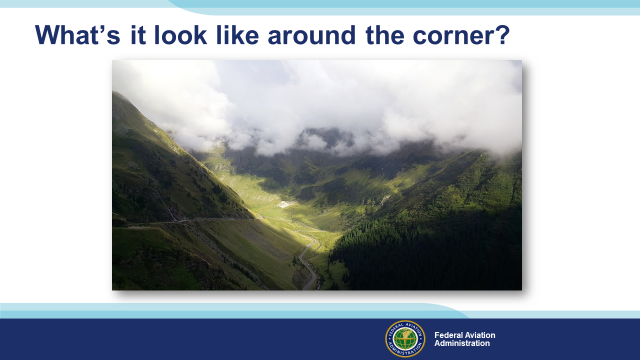 What's it look like around the corner?
Federal Aviation
Administration